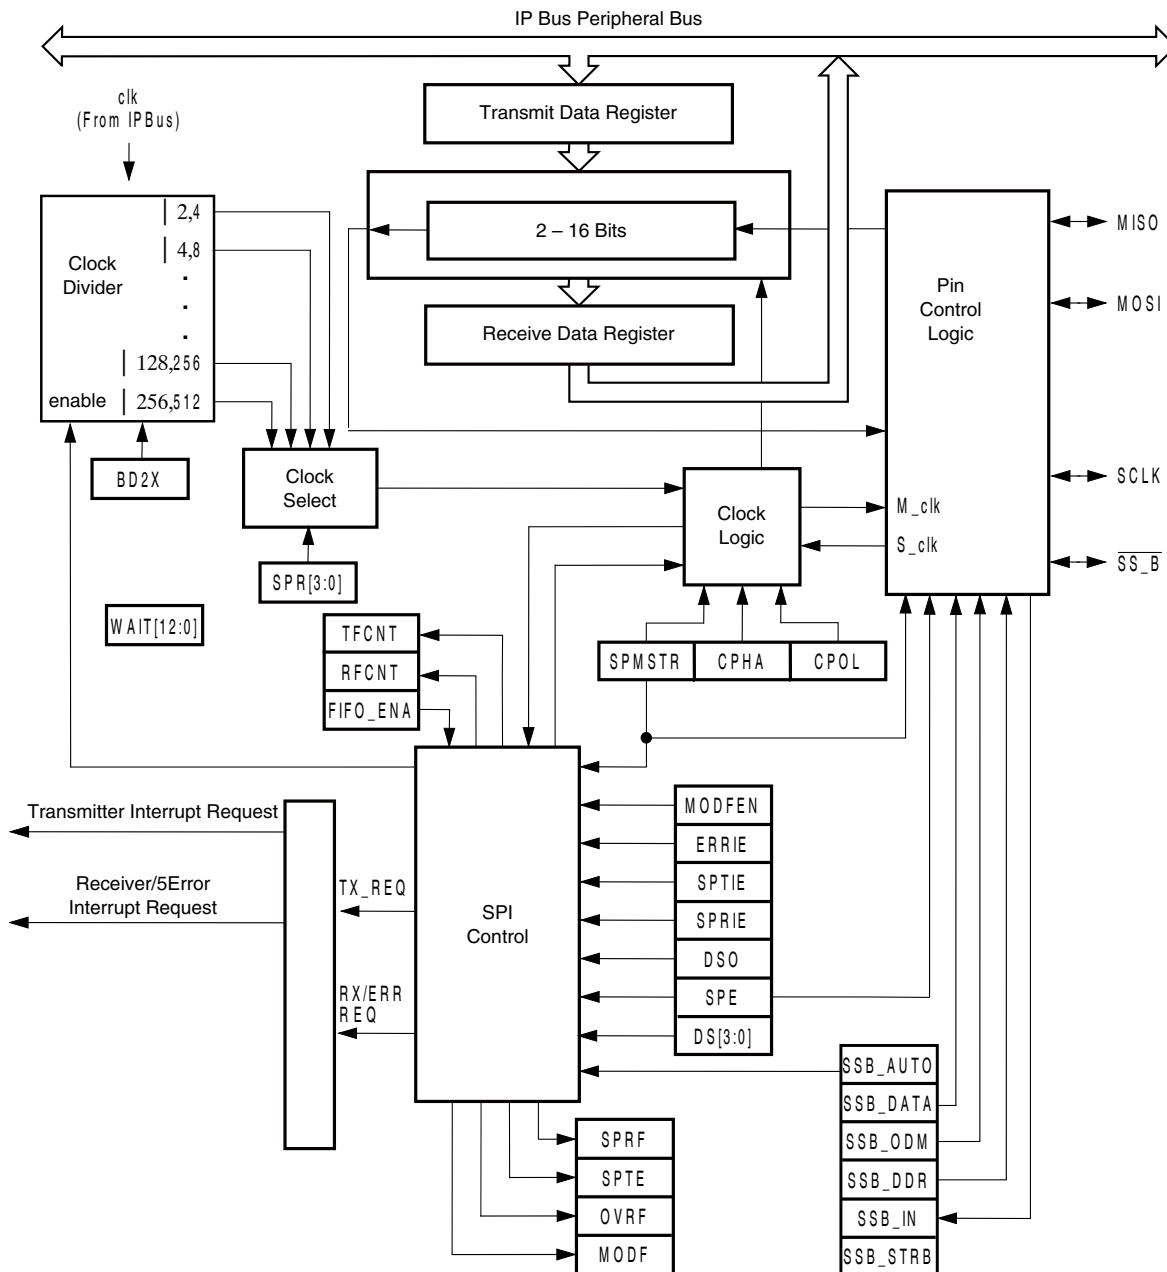 IP Bus Peripheral Bus
clk
(From IPBus)
Transmit Data Register
2 – 16 Bits
Receive Data Register
Clock
Divider
| 2,4
| 4,8
.
.
.
| 128,256
enable | 256,512
BD2X
Clock
Select
SPR[3:0]
WAIT[12:0]
Pin
Control
Logic
MISO
MOSI
SCLK
SS_B
M_clk
S_clk
Clock
Logic
SPMSTR
CPHA
CPOL
TFCNT
RFCNT
FIFO_ENA
Transmitter Interrupt Request
Receiver/5Error
Interrupt Request
TX_REQ
RX/ERR
REQ
SPI
Control
MODFEN
ERRIE
SPTIE
SPRIE
DSO
SPE
DS[3:0]
SSB_AUTO
SSB_DATA
SSB_ODM
SSB_DDR
SSB_IN
SSB_STRB
SPRF
SPTE
OVRF
MODF